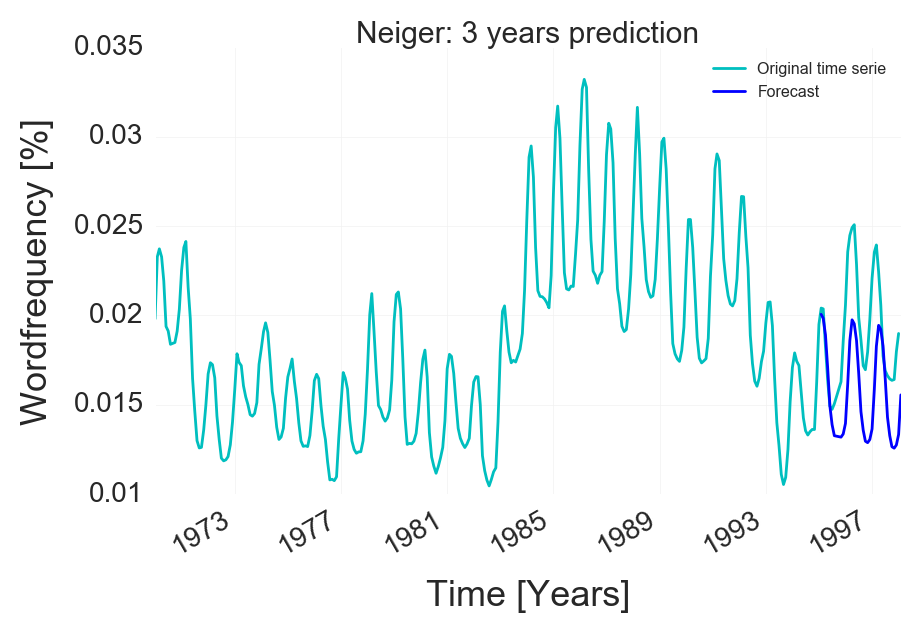 Neiger: 3 years prediction
Original time serie
Forecast
Wordfrequency [%]
0.035
0.03
0.025
0.02
0.015
0.01
1973
1977
1981
1985
1989
1993
1997
Time [Years]